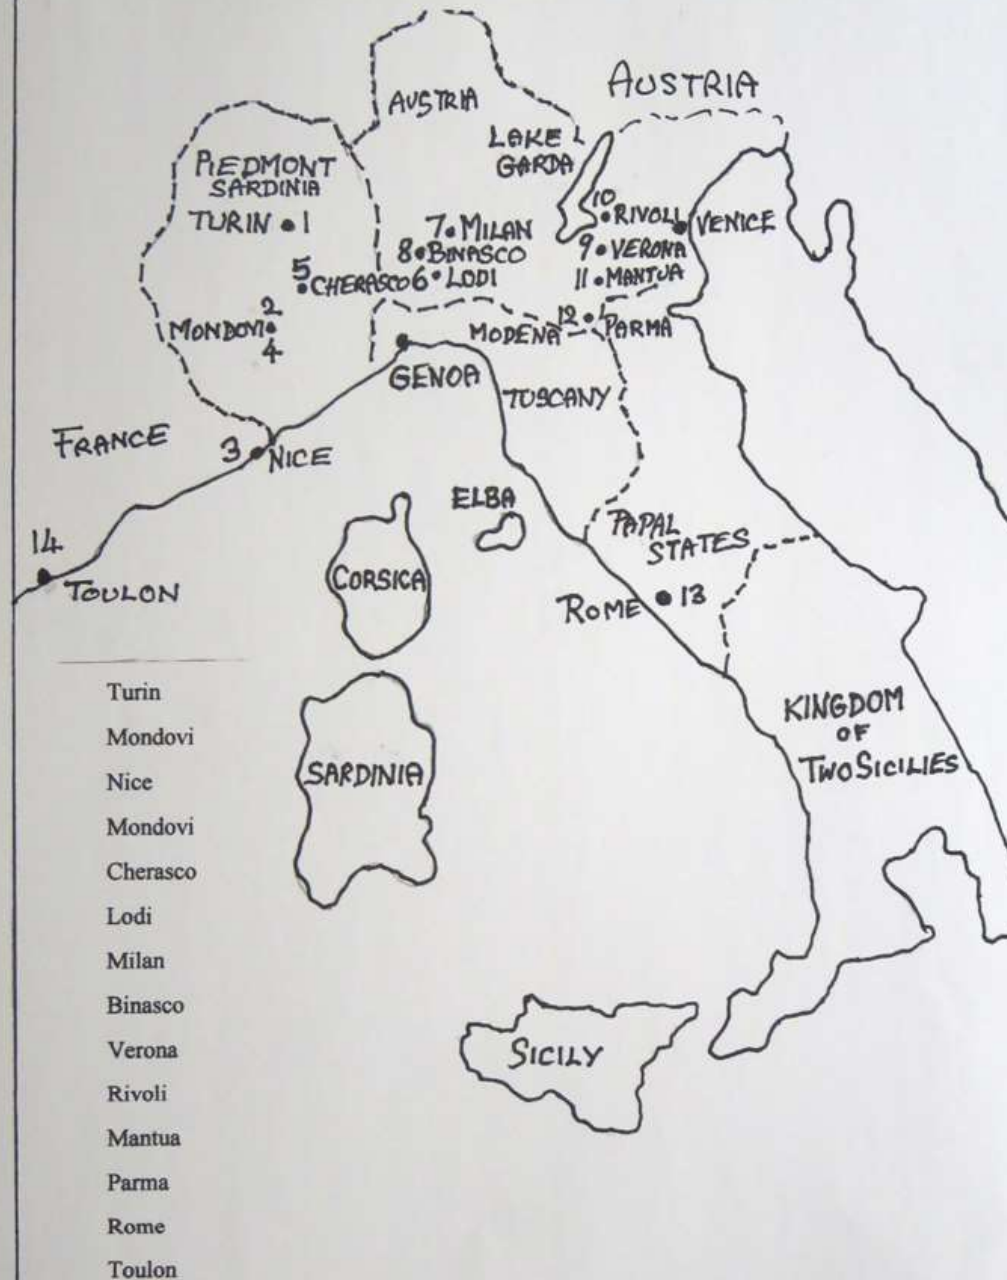 AUSTRIA
AUSTRIA
LAKE
GARDA
PIEDMONT
SARDINIA
TURIN 1
10
RIVOLI
VENICE
7 MILAN
8 BINASCO
9 VERONA
5
CHERASCO
6 LODI
11 MANTUA
2
MONDOVI
4
12 PARMA
MODENA
GENOA
TUSCANY
FRANCE
3 NICE
ELBA
PAPAL
STATES
14
TOULON
CORSICA
ROME 13
KINGDOM
OF
TWO SICILIES
SARDINIA
SICILY
Turin
Mondovi
Nice
Mondovi
Cherasco
Lodi
Milan
Binasco
Verona
Rivoli
Mantua
Parma
Rome
Toulon